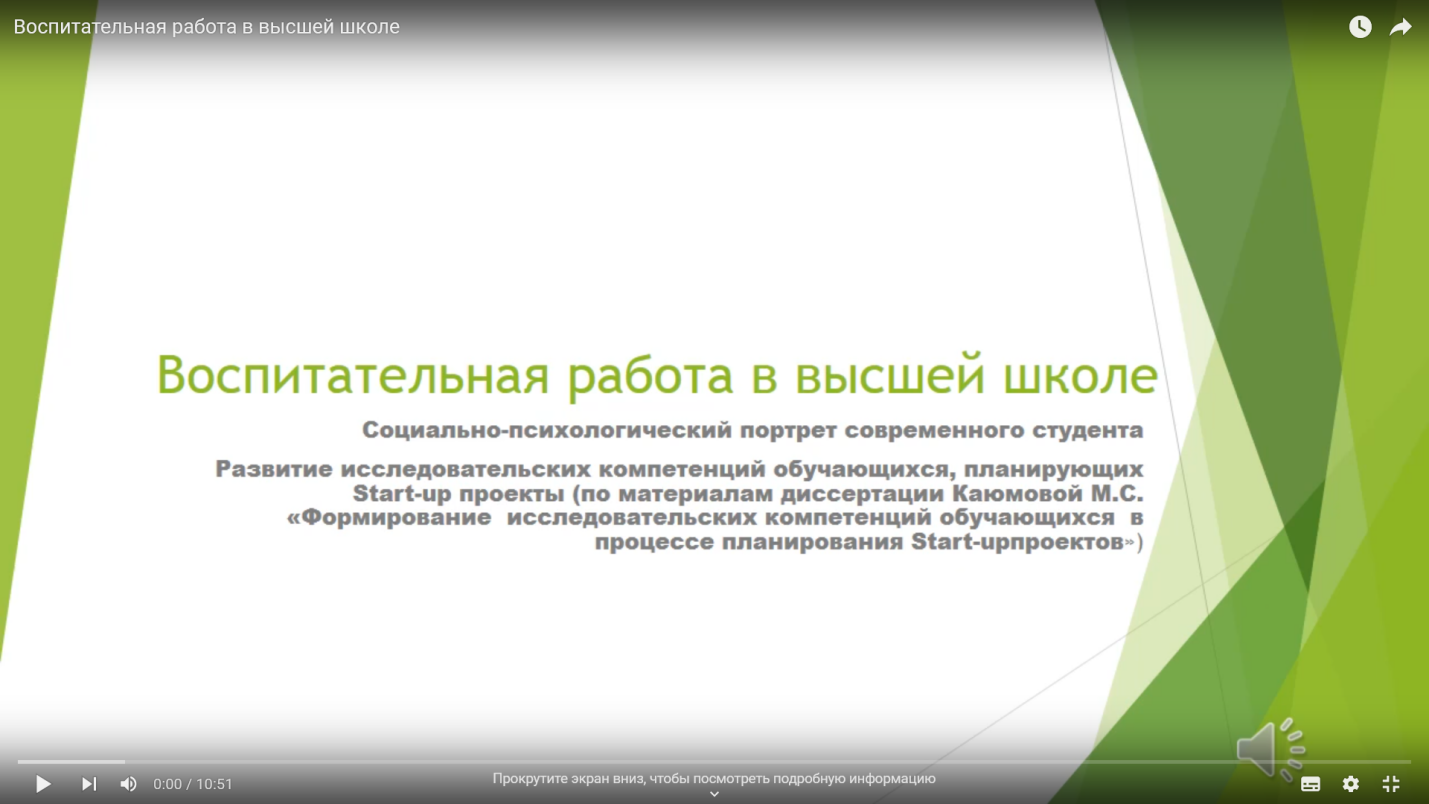 Воспитательная работа в высшей школе
Воспитательная работа в высшей школе
Социально-психологический портрет современного студента
Развитие исследовательских компетенций обучающихся, планирующих
Start-up проекты (по материалам диссертации Каюмовой М.С.
«Формирование исследовательских компетенций обучающихся в
процессе планирования Start-upпроектов»)
0:00 / 10:51
Прокрутите экран вниз, чтобы посмотреть подробную информацию